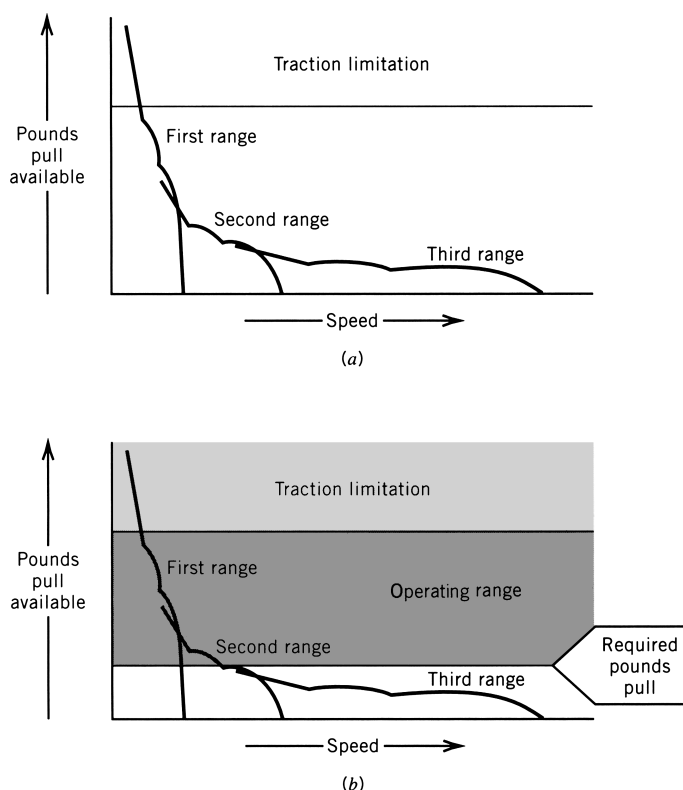 Traction limitation
Pounds
pull
available
First range
Second range
Third range
Speed
(a)
Traction limitation
Pounds
pull
available
First range
Operating range
Second range
Required
pounds
pull
Third range
Speed
(b)